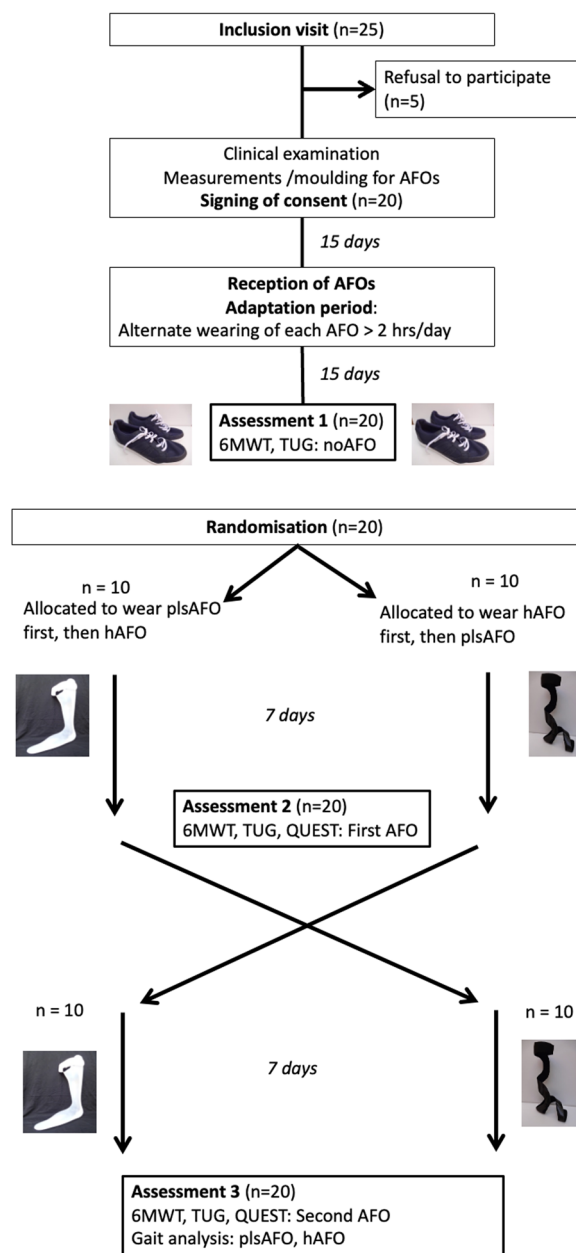 Inclusion visit (n=25)
Refusal to participate
(n=5)
Clinical examination
Measurements /moulding for AFOs
Signing of consent (n=20)
15 days
Reception of AFOs
Adaptation period:
Alternate wearing of each AFO > 2 hrs/day
15 days
Assessment 1 (n=20)
6MWT, TUG: noAFO
Randomisation (n=20)
n = 10
Allocated to wear plsAFO
first, then hAFO
n = 10
Allocated to wear hAFO
first, then plsAFO
7 days
Assessment 2 (n=20)
6MWT, TUG, QUEST: First AFO
n = 10
n = 10
7 days
Assessment 3 (n=20)
6MWT, TUG, QUEST: Second AFO
Gait analysis: plsAFO, hAFO